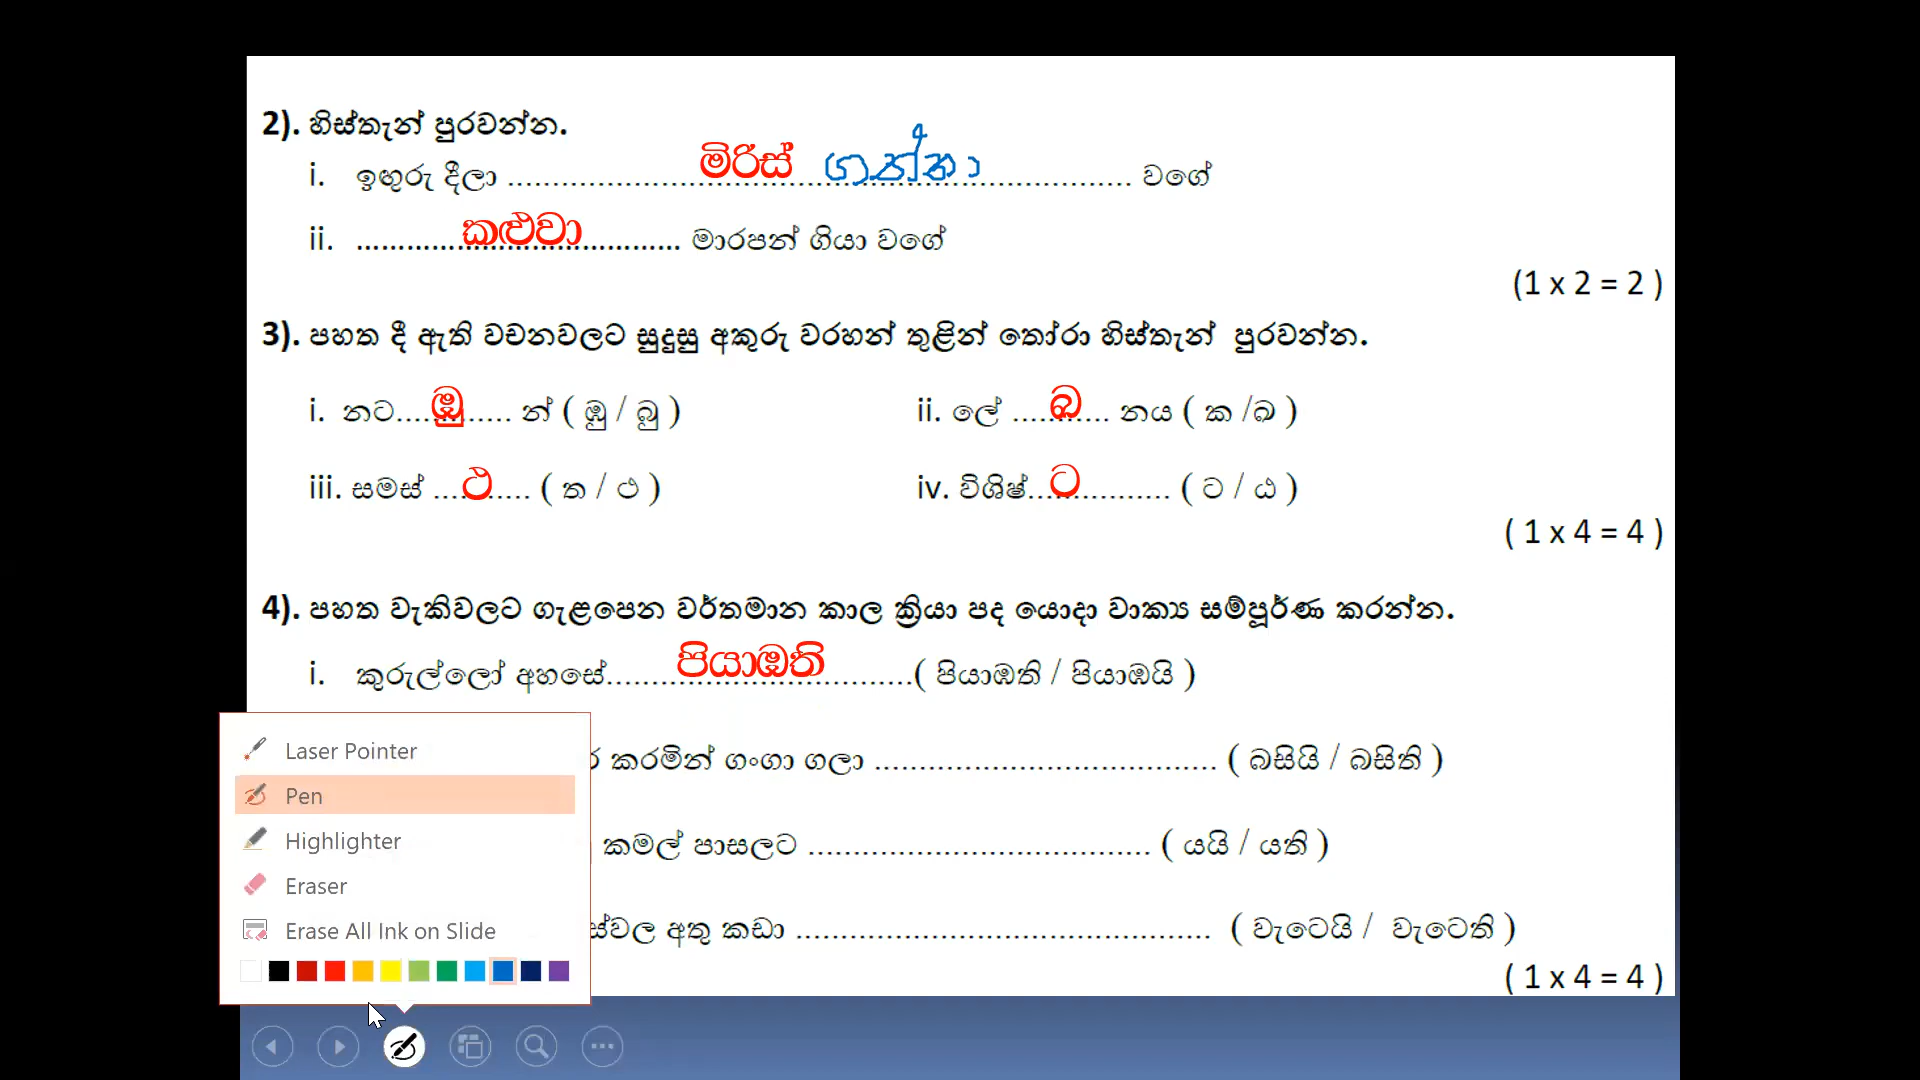 2). හිස්තැන් පුරවන්න.
i. ඉඟුරු දීලා ........ මිරිස් ගත්තා ........ වගේ
ii. ........ කළුවා ........ මාරපන් ගියා වගේ
(1 x 2 = 2 )
3). පහත දී ඇති වචනවලට සුදුසු අකුරු වරහන් තුළින් තෝරා හිස්තැන් පුරවන්න.
i. නට.... ඹු .... න් ( ඹු / බු ) ii. ලේ .... ඛ .... නය ( ක /ඛ )
iii. සමස් .... ථ .... ( ත / ථ ) iv. විශිෂ්.... ට .... ( ට / ඨ )
( 1 x 4 = 4 )
4). පහත වැකිවලට ගැළපෙන වර්තමාන කාල ක්‍රියා පද යොදා වාක්‍ය සම්පූර්ණ කරන්න.
i. කුරුල්ලෝ අහසේ........ පියාඹති ........( පියාඹති / පියාඹයි )
කරමින් ගංගා ගලා ........ ( බසියි / බසිති )
කමල් පාසලට ........ ( යයි / යති )
ස්වල අතු කඩා ........ ( වැටෙයි / වැටෙති )
( 1 x 4 = 4 )
Laser Pointer
Pen
Highlighter
Eraser
Erase All Ink on Slide